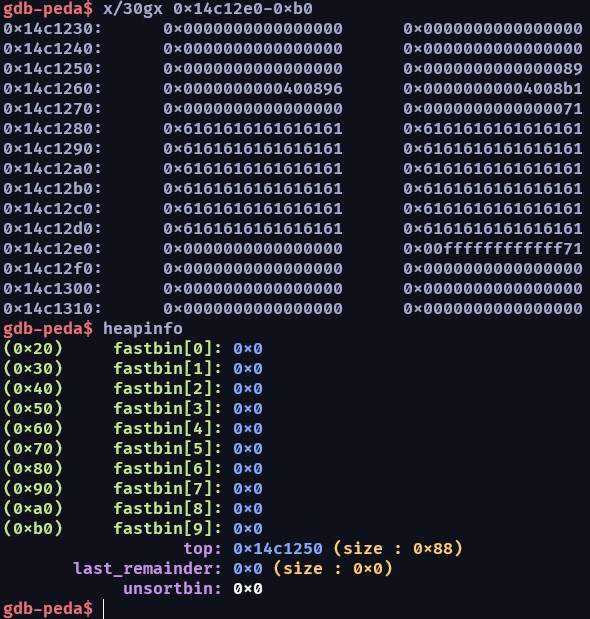 gdb-peda$ x/30gx 0×14c12e0-0×b0
0×14c1230: 0×0000000000000000 0×0000000000000000
0×14c1240: 0×0000000000000000 0×0000000000000000
0×14c1250: 0×0000000000000000 0×0000000000000089
0×14c1260: 0×0000000000400896 0×00000000004008b1
0×14c1270: 0×0000000000000000 0×0000000000000071
0×14c1280: 0×6161616161616161 0×6161616161616161
0×14c1290: 0×6161616161616161 0×6161616161616161
0×14c12a0: 0×6161616161616161 0×6161616161616161
0×14c12b0: 0×6161616161616161 0×6161616161616161
0×14c12c0: 0×6161616161616161 0×6161616161616161
0×14c12d0: 0×6161616161616161 0×6161616161616161
0×14c12e0: 0×0000000000000000 0×00ffffffffffff71
0×14c12f0: 0×0000000000000000 0×0000000000000000
0×14c1300: 0×0000000000000000 0×0000000000000000
0×14c1310: 0×0000000000000000 0×0000000000000000
gdb-peda$ heapinfo
(0×20) fastbin[0]: 0×0
(0×30) fastbin[1]: 0×0
(0×40) fastbin[2]: 0×0
(0×50) fastbin[3]: 0×0
(0×60) fastbin[4]: 0×0
(0×70) fastbin[5]: 0×0
(0×80) fastbin[6]: 0×0
(0×90) fastbin[7]: 0×0
(0×a0) fastbin[8]: 0×0
(0×b0) fastbin[9]: 0×0
top: 0×14c1250 (size : 0×88)
last_remainder: 0×0 (size : 0×0)
unsortbin: 0×0
gdb-peda$